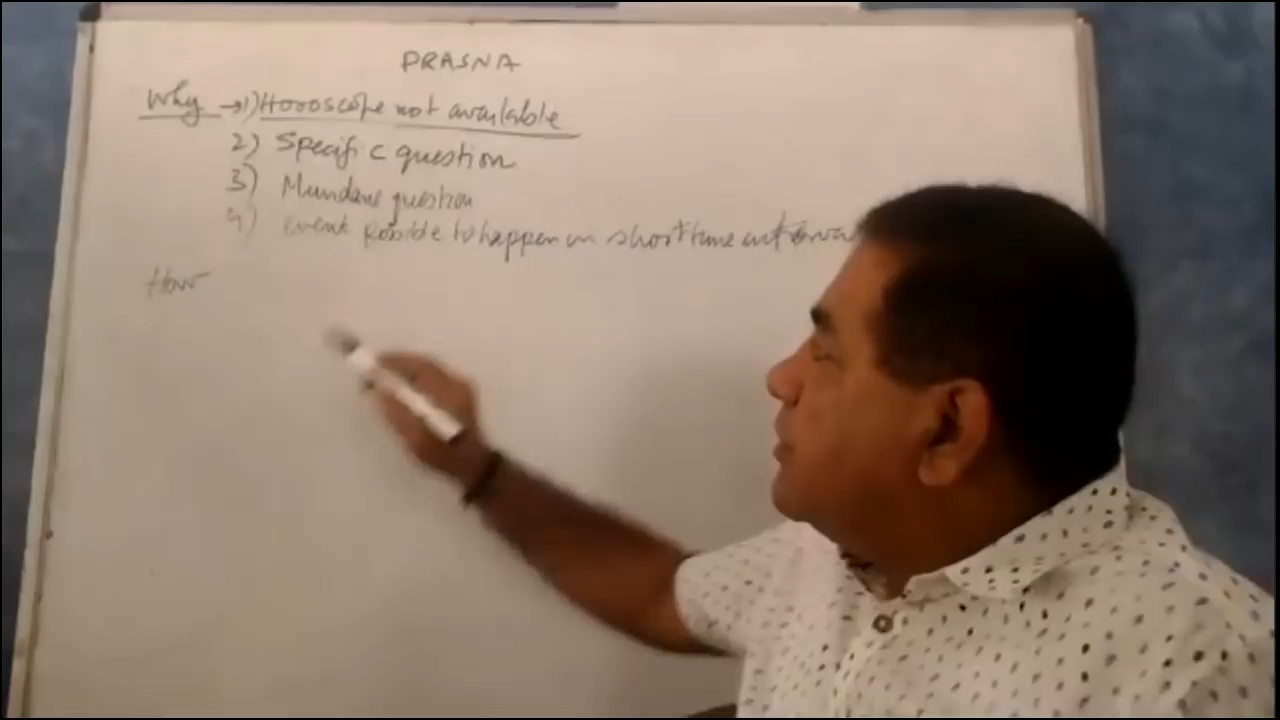 PRASNA
Why →1) Horoscope not available
2) Specific question
3) Mundane question
4) event possible to happen in short time interval
How